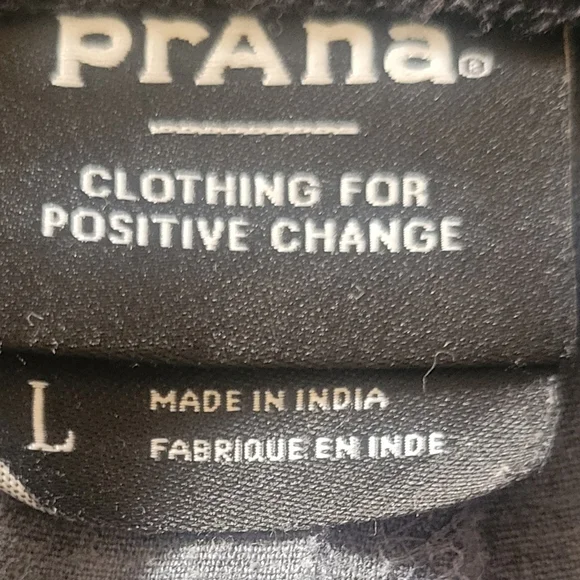 prAna®
CLOTHING FOR
POSITIVE CHANGE
L
MADE IN INDIA
FABRIQUE EN INDE